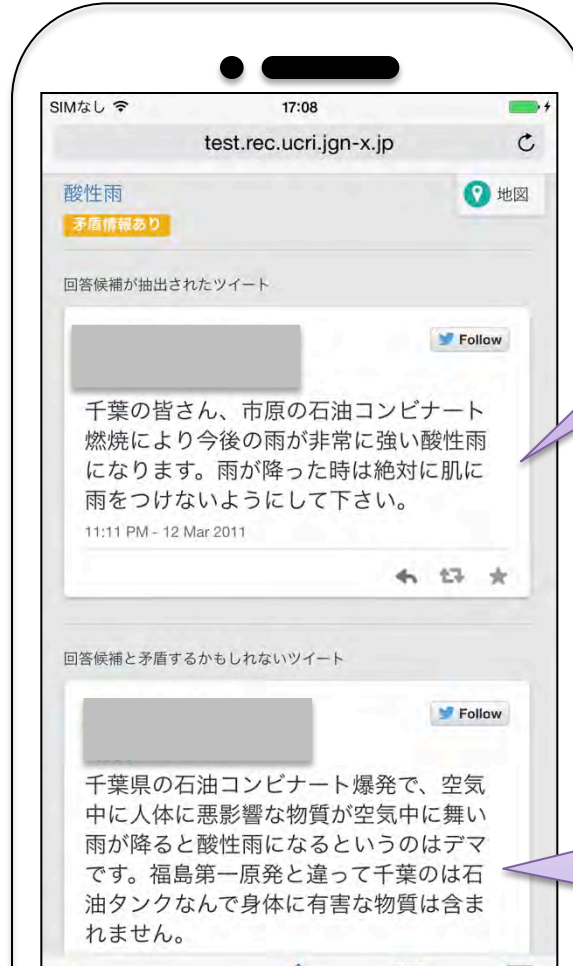 SIMなし 17:08
test.rec.ucri.jgn-x.jp
酸性雨
地図
矛盾情報あり
回答候補が抽出されたツイート
Follow
千葉の皆さん、市原の石油コンビナート
燃焼により今後の雨が非常に強い酸性雨
になります。雨が降った時は絶対に肌に
雨をつけないようにして下さい。
11:11 PM - 12 Mar 2011
回答候補と矛盾するかもしれないツイート
Follow
千葉県の石油コンビナート爆発で、空気
中に人体に悪影響な物質が空気中に舞い
雨が降ると酸性雨になるというのはデマ
です。福島第一原発と違って千葉のは石
油タンクなんで身体に有害な物質は含ま
れません。